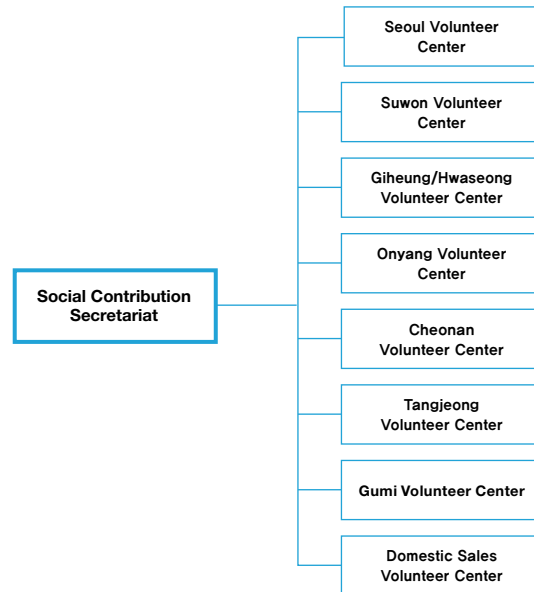 Seoul Volunteer
Center
Suwon Volunteer
Center
Giheung/Hwaseong
Volunteer Center
Onyang Volunteer
Center
Social Contribution
Secretariat
Cheonan
Volunteer Center
Tangjeong
Volunteer Center
Gumi Volunteer Center
Domestic Sales
Volunteer Center